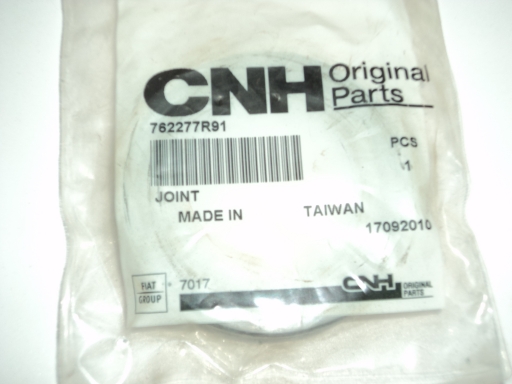 CNH Original
Parts
762277R91
PCS
1
JOINT
MADE IN TAIWAN
17092010
FIAT
GROUP
7017
CNH ORIGINAL
PARTS